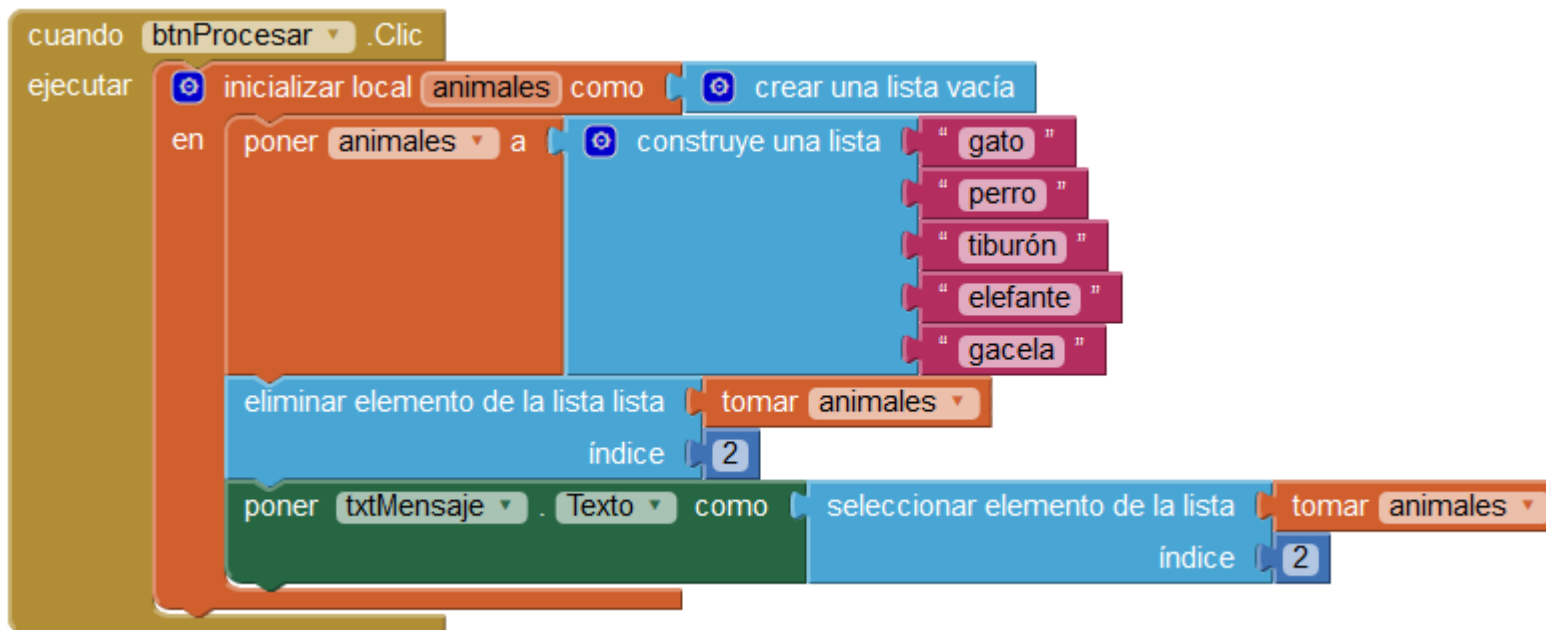 cuando btnProcesar .Clic
ejecutar inicializar local animales como crear una lista vacía
en poner animales a construye una lista “ gato ”
“ perro ”
“ tiburón ”
“ elefante ”
“ gacela ”
eliminar elemento de la lista lista tomar animales
índice 2
poner txtMensaje . Texto como seleccionar elemento de la lista tomar animales
índice 2